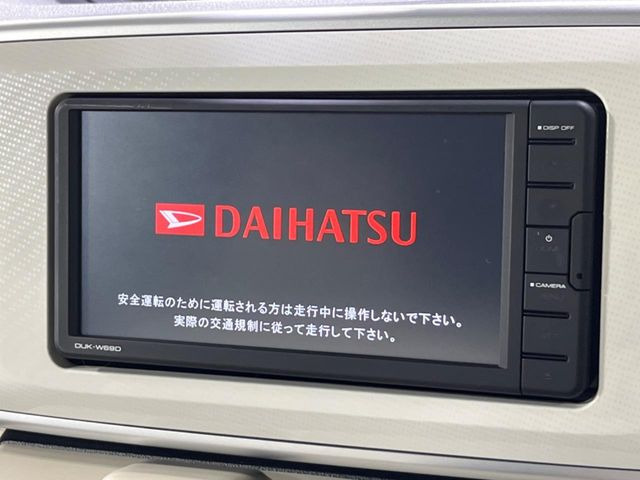 DISP OFF
DAIHATSU
CAMERA
安全運転のために運転される方は走行中に操作しないで下さい。
実際の交通規制に従って走行して下さい。
DUK-W69D